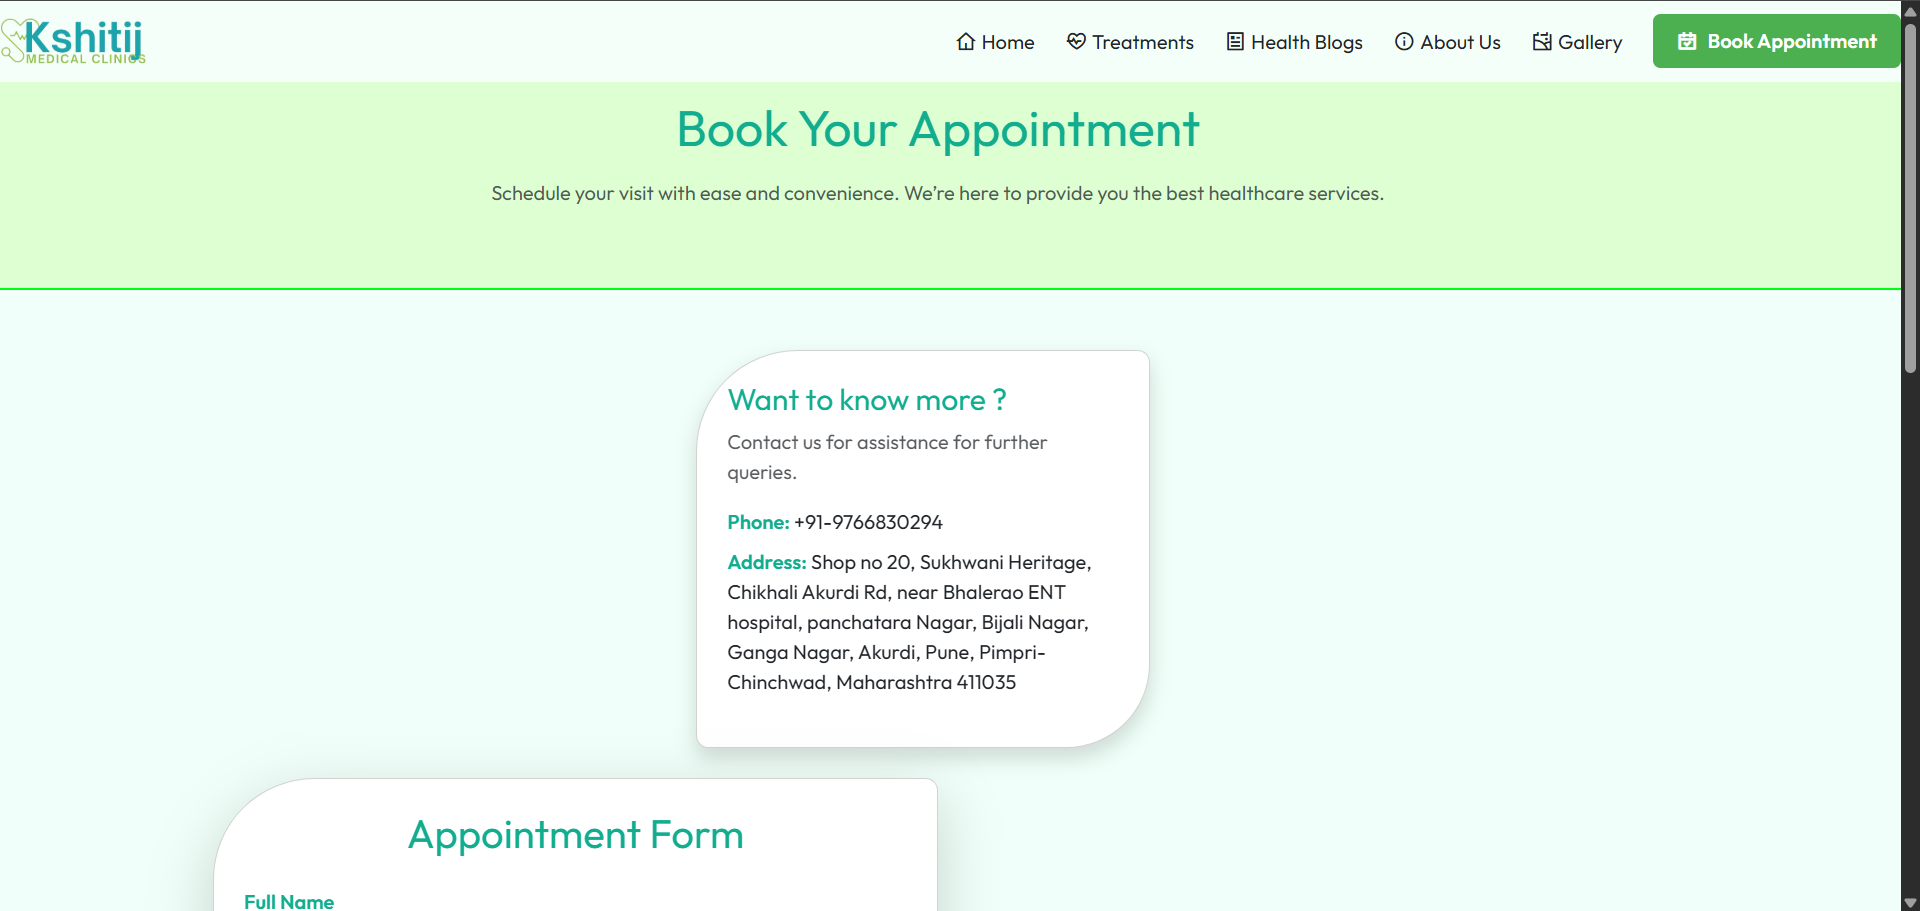 Kshitij
MEDICAL CLINICS
Home
Treatments
Health Blogs
About Us
Gallery
Book Appointment
Book Your Appointment
Schedule your visit with ease and convenience. We’re here to provide you the best healthcare services.
Want to know more ?
Contact us for assistance for further
queries.
Phone: +91-9766830294
Address: Shop no 20, Sukhwani Heritage,
Chikhali Akurdi Rd, near Bhalerao ENT
hospital, panchatara Nagar, Bijali Nagar,
Ganga Nagar, Akurdi, Pune, Pimpri-
Chinchwad, Maharashtra 411035
Appointment Form
Full Name